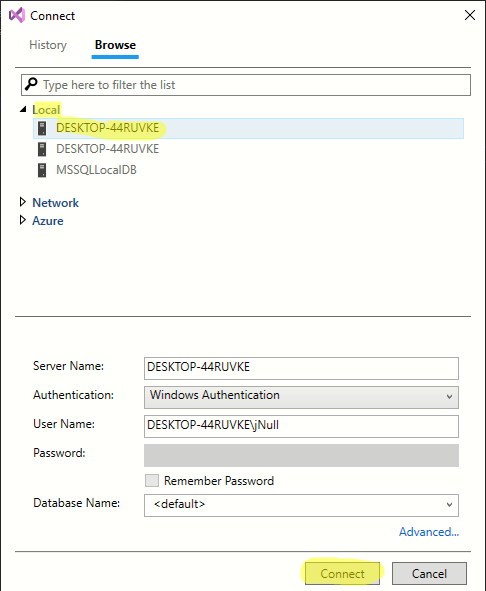 Connect
History Browse
Type here to filter the list
Local
DESKTOP-44RUVKE
DESKTOP-44RUVKE
MSSQLLocalDB
Network
Azure
Server Name: DESKTOP-44RUVKE
Authentication: Windows Authentication
User Name: DESKTOP-44RUVKE\jNull
Password:
Remember Password
Database Name: <default>
Advanced...
Connect Cancel